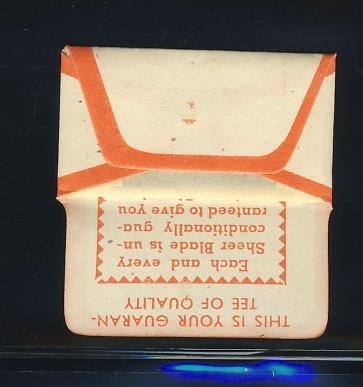 THIS IS YOUR GUARAN-
TEE OF QUALITY
Each and every
Sheer Blade is un-
conditionally gua-
ranteed to give you